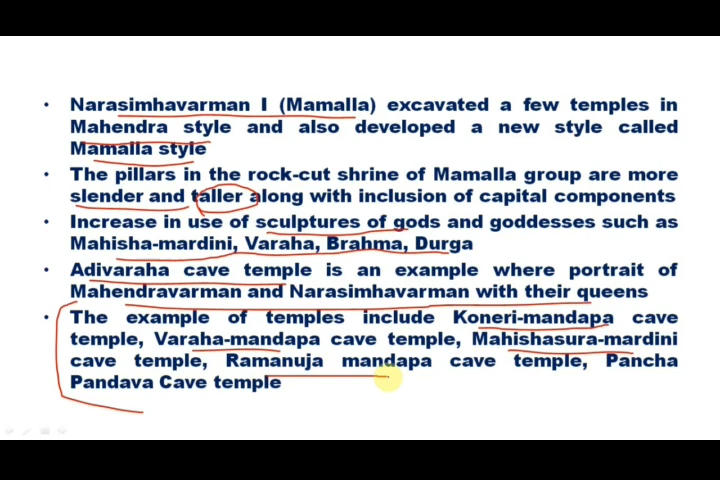 • Narasimhavarman I (Mamalla) excavated a few temples in
Mahendra style and also developed a new style called
Mamalla style
• The pillars in the rock-cut shrine of Mamalla group are more
slender and taller along with inclusion of capital components
• Increase in use of sculptures of gods and goddesses such as
Mahisha-mardini, Varaha, Brahma, Durga
• Adivaraha cave temple is an example where portrait of
Mahendravarman and Narasimhavarman with their queens
• The example of temples include Koneri-mandapa cave
temple, Varaha-mandapa cave temple, Mahishasura-mardini
cave temple, Ramanuja mandapa cave temple, Pancha
Pandava Cave temple